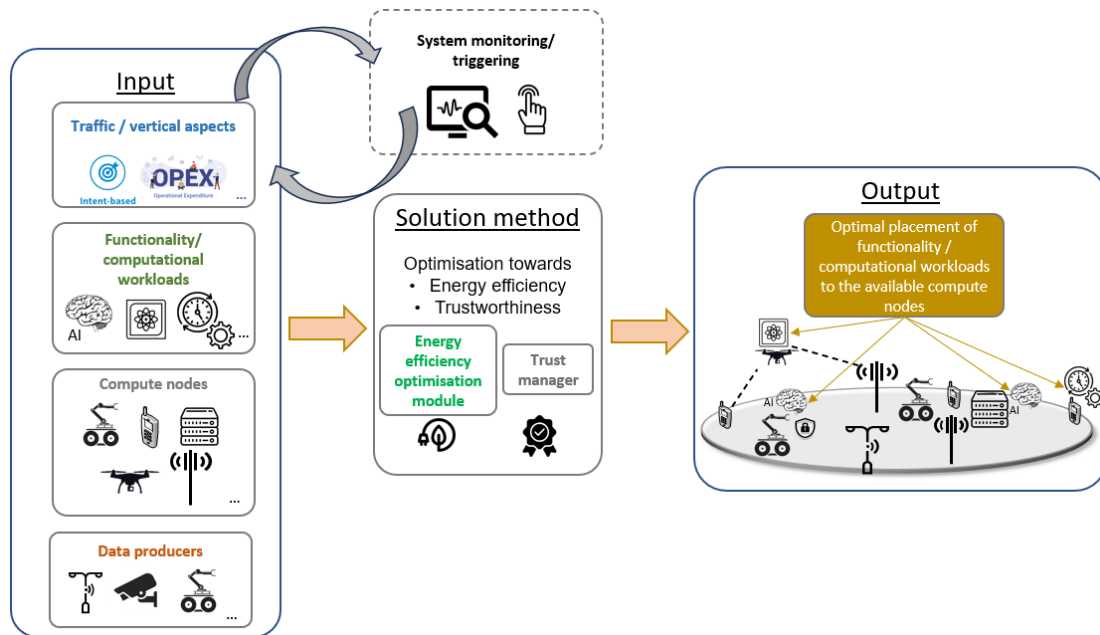 System monitoring/
triggering
Input
Traffic / vertical aspects
Intent-based
OPEX
Operational Expenditure
...
Functionality/
computational
workloads
AI
...
Compute nodes
...
Data producers
...
Solution method
Optimisation towards
• Energy efficiency
• Trustworthiness
Energy
efficiency
optimisation
module
Trust
manager
Output
Optimal placement of
functionality /
computational workloads
to the available compute
nodes
AI
AI